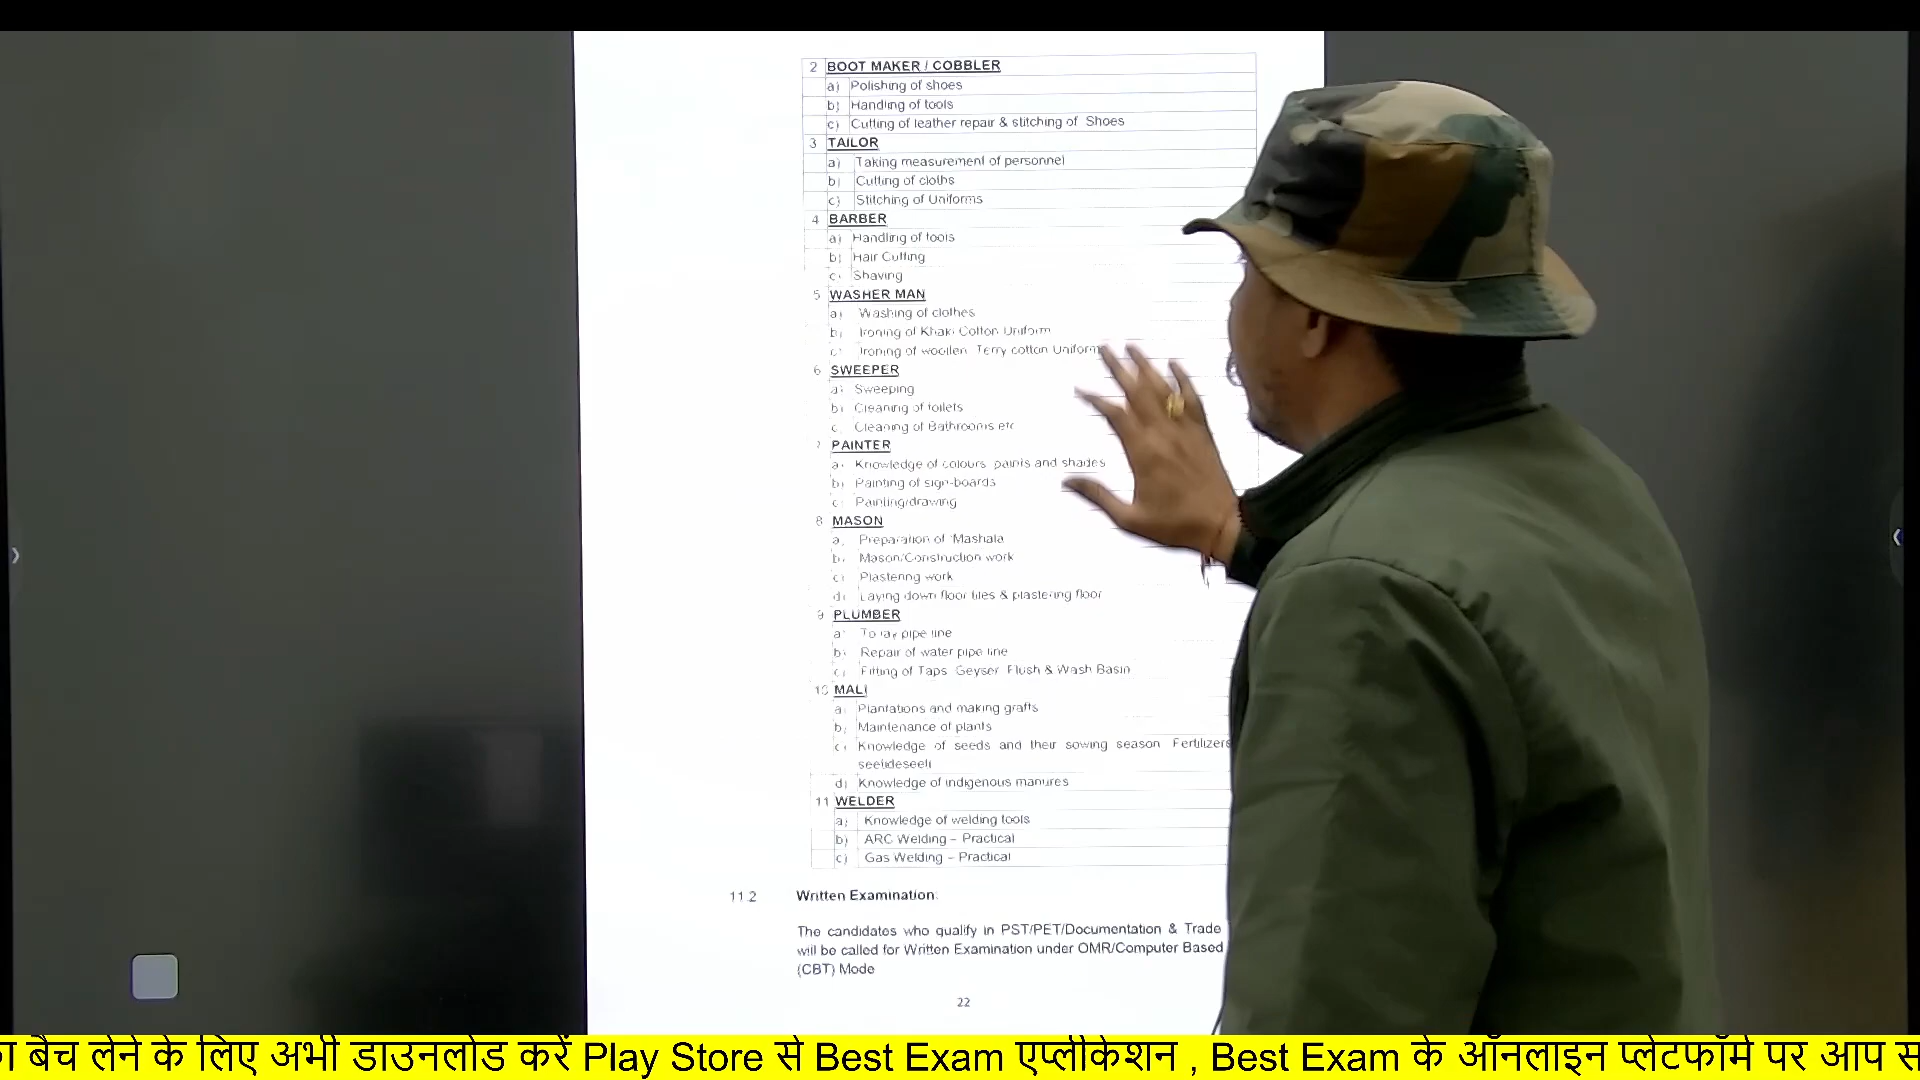 2 BOOT MAKER / COBBLER
a) Polishing of shoes
b) Handling of tools
c) Cutting of leather repair & stitching of Shoes
3 TAILOR
a) Taking measurement of personnel
b) Cutting of cloths
c) Stitching of Uniforms
4 BARBER
a) Handling of tools
b) Hair Cutting
c) Shaving
5 WASHER MAN
a) Washing of clothes
b) Ironing of Khaki Cotton Uniform
c) Ironing of woollen Terry cotton Uniform
6 SWEEPER
a) Sweeping
b) Cleaning of toilets
c. Cleaning of Bathrooms etc
7 PAINTER
a. Knowledge of colours paints and shades
b) Painting of sign-boards
c) Painting/drawing
8 MASON
a. Preparation of Mashala
b. Mason/Construction work
c) Plastering work
d) Laying down floor tiles & plastering floor
9 PLUMBER
a) To lay pipe line
b) Repair of water pipe line
c) Fitting of Taps Geyser Flush & Wash Basin
10 MALI
a) Plantations and making grafts
b) Maintenance of plants
c) Knowledge of seeds and their sowing season Fertilizers
d) Knowledge of indigenous manures
11 WELDER
a) Knowledge of welding tools
b) ARC Welding – Practical
c) Gas Welding – Practical
11.2 Written Examination:
The candidates who qualify in PST/PET/Documentation & Trade
will be called for Written Examination under OMR/Computer Based
(CBT) Mode
22
बैच लेने के लिए अभी डाउनलोड करें Play Store से Best Exam एप्लीकेशन , Best Exam के ऑनलाइन प्लेटफॉर्म पर आप